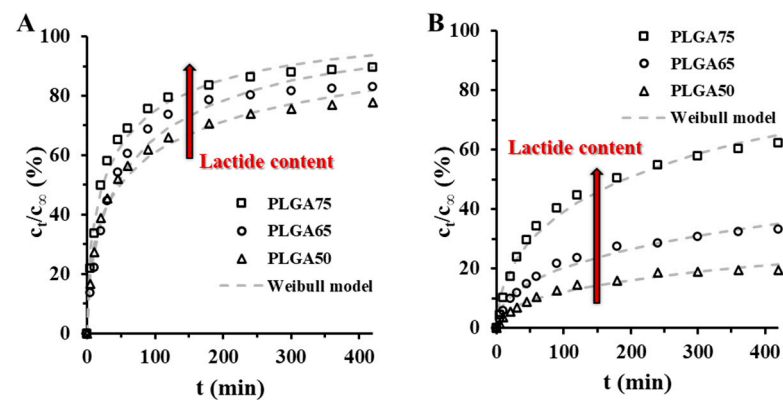 A
100
80
60
40
20
0
cₜ/c∞ (%)
Lactide content
PLGA75
PLGA65
PLGA50
Weibull model
0
100
200
300
400
t (min)
B
100
80
60
40
20
0
cₜ/c∞ (%)
PLGA75
PLGA65
PLGA50
Weibull model
Lactide content
0
100
200
300
400
t (min)